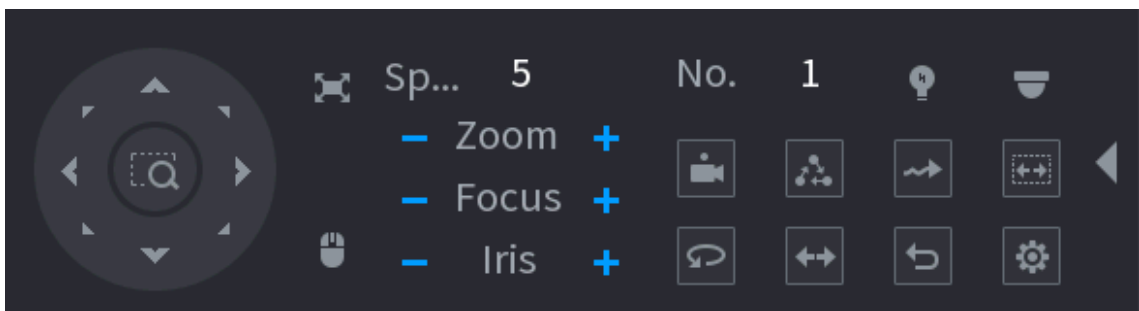 Sp... 5 No. 1
− Zoom +
− Focus +
− Iris +